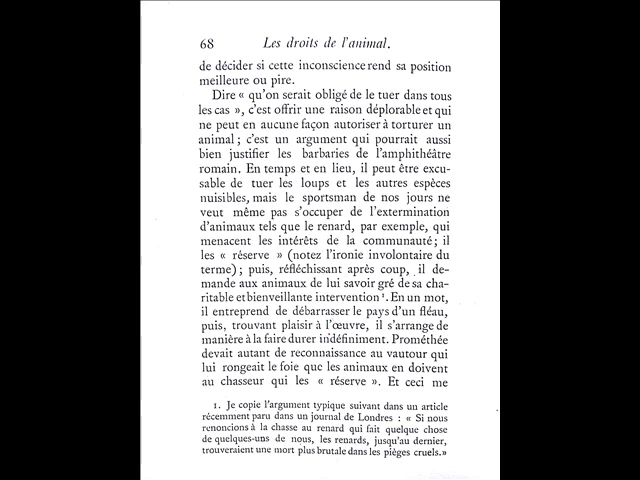 68 Les droits de l'animal.
de décider si cette inconscience rend sa position
meilleure ou pire.
Dire « qu'on serait obligé de le tuer dans tous
les cas », c'est offrir une raison déplorable et qui
ne peut en aucune façon autoriser à torturer un
animal ; c'est un argument qui pourrait aussi
bien justifier les barbaries de l'amphithéâtre
romain. En temps et en lieu, il peut être excu-
sable de tuer les loups et les autres espèces
nuisibles, mais le sportsman de nos jours ne
veut même pas s'occuper de l'extermination
d'animaux tels que le renard, par exemple, qui
menacent les intérêts de la communauté ; il
les « réserve » (notez l'ironie involontaire du
terme) ; puis, réfléchissant après coup, il de-
mande aux animaux de lui savoir gré de sa cha-
ritable et bienveillante intervention¹. En un mot,
il entreprend de débarrasser le pays d'un fléau,
puis, trouvant plaisir à l'œuvre, il s'arrange de
manière à la faire durer indéfiniment. Prométhée
devait autant de reconnaissance au vautour qui
lui rongeait le foie que les animaux en doivent
au chasseur qui les « réserve ». Et ceci me
1. Je copie l'argument typique suivant dans un article
récemment paru dans un journal de Londres : « Si nous
renoncions à la chasse au renard qui fait quelque chose
de quelques-uns de nous, les renards, jusqu'au dernier,
trouveraient une mort plus brutale dans les pièges cruels.»